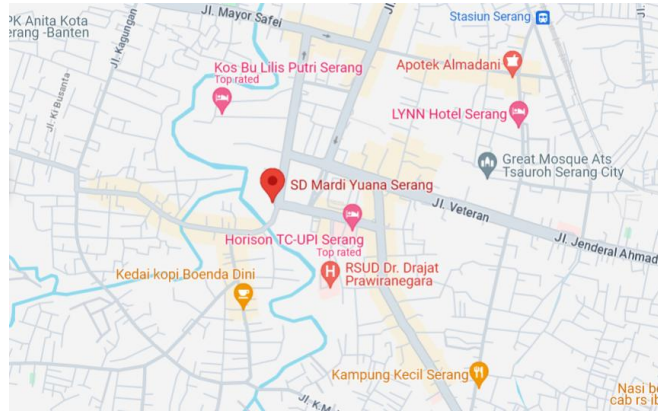 PK Anita Kota
erang -Banten
Jl. Kagungan
Jl. Mayor Safei
Stasiun Serang
Kos Bu Lilis Putri Serang
Top rated
Apotek Almadani
Jl. Ki Busanta
LYNN Hotel Serang
Great Mosque Ats
Tsauroh Serang City
SD Mardi Yuana Serang
Jl. Veteran
Horison TC-UPI Serang
Top rated
Jl. Jenderal Ahmad
Kedai kopi Boenda Dini
RSUD Dr. Drajat
Prawiranegara
H
Kampung Kecil Serang
Nasi be
cab rs ib
Jl. K.M